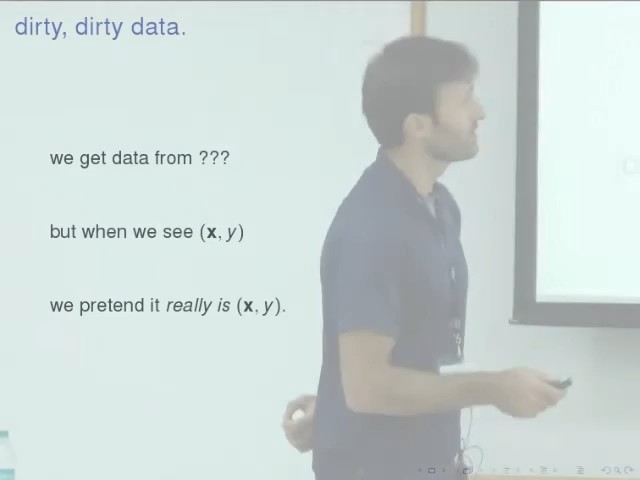 dirty, dirty data.
we get data from ???
but when we see (x, y)
we pretend it really is (x, y).